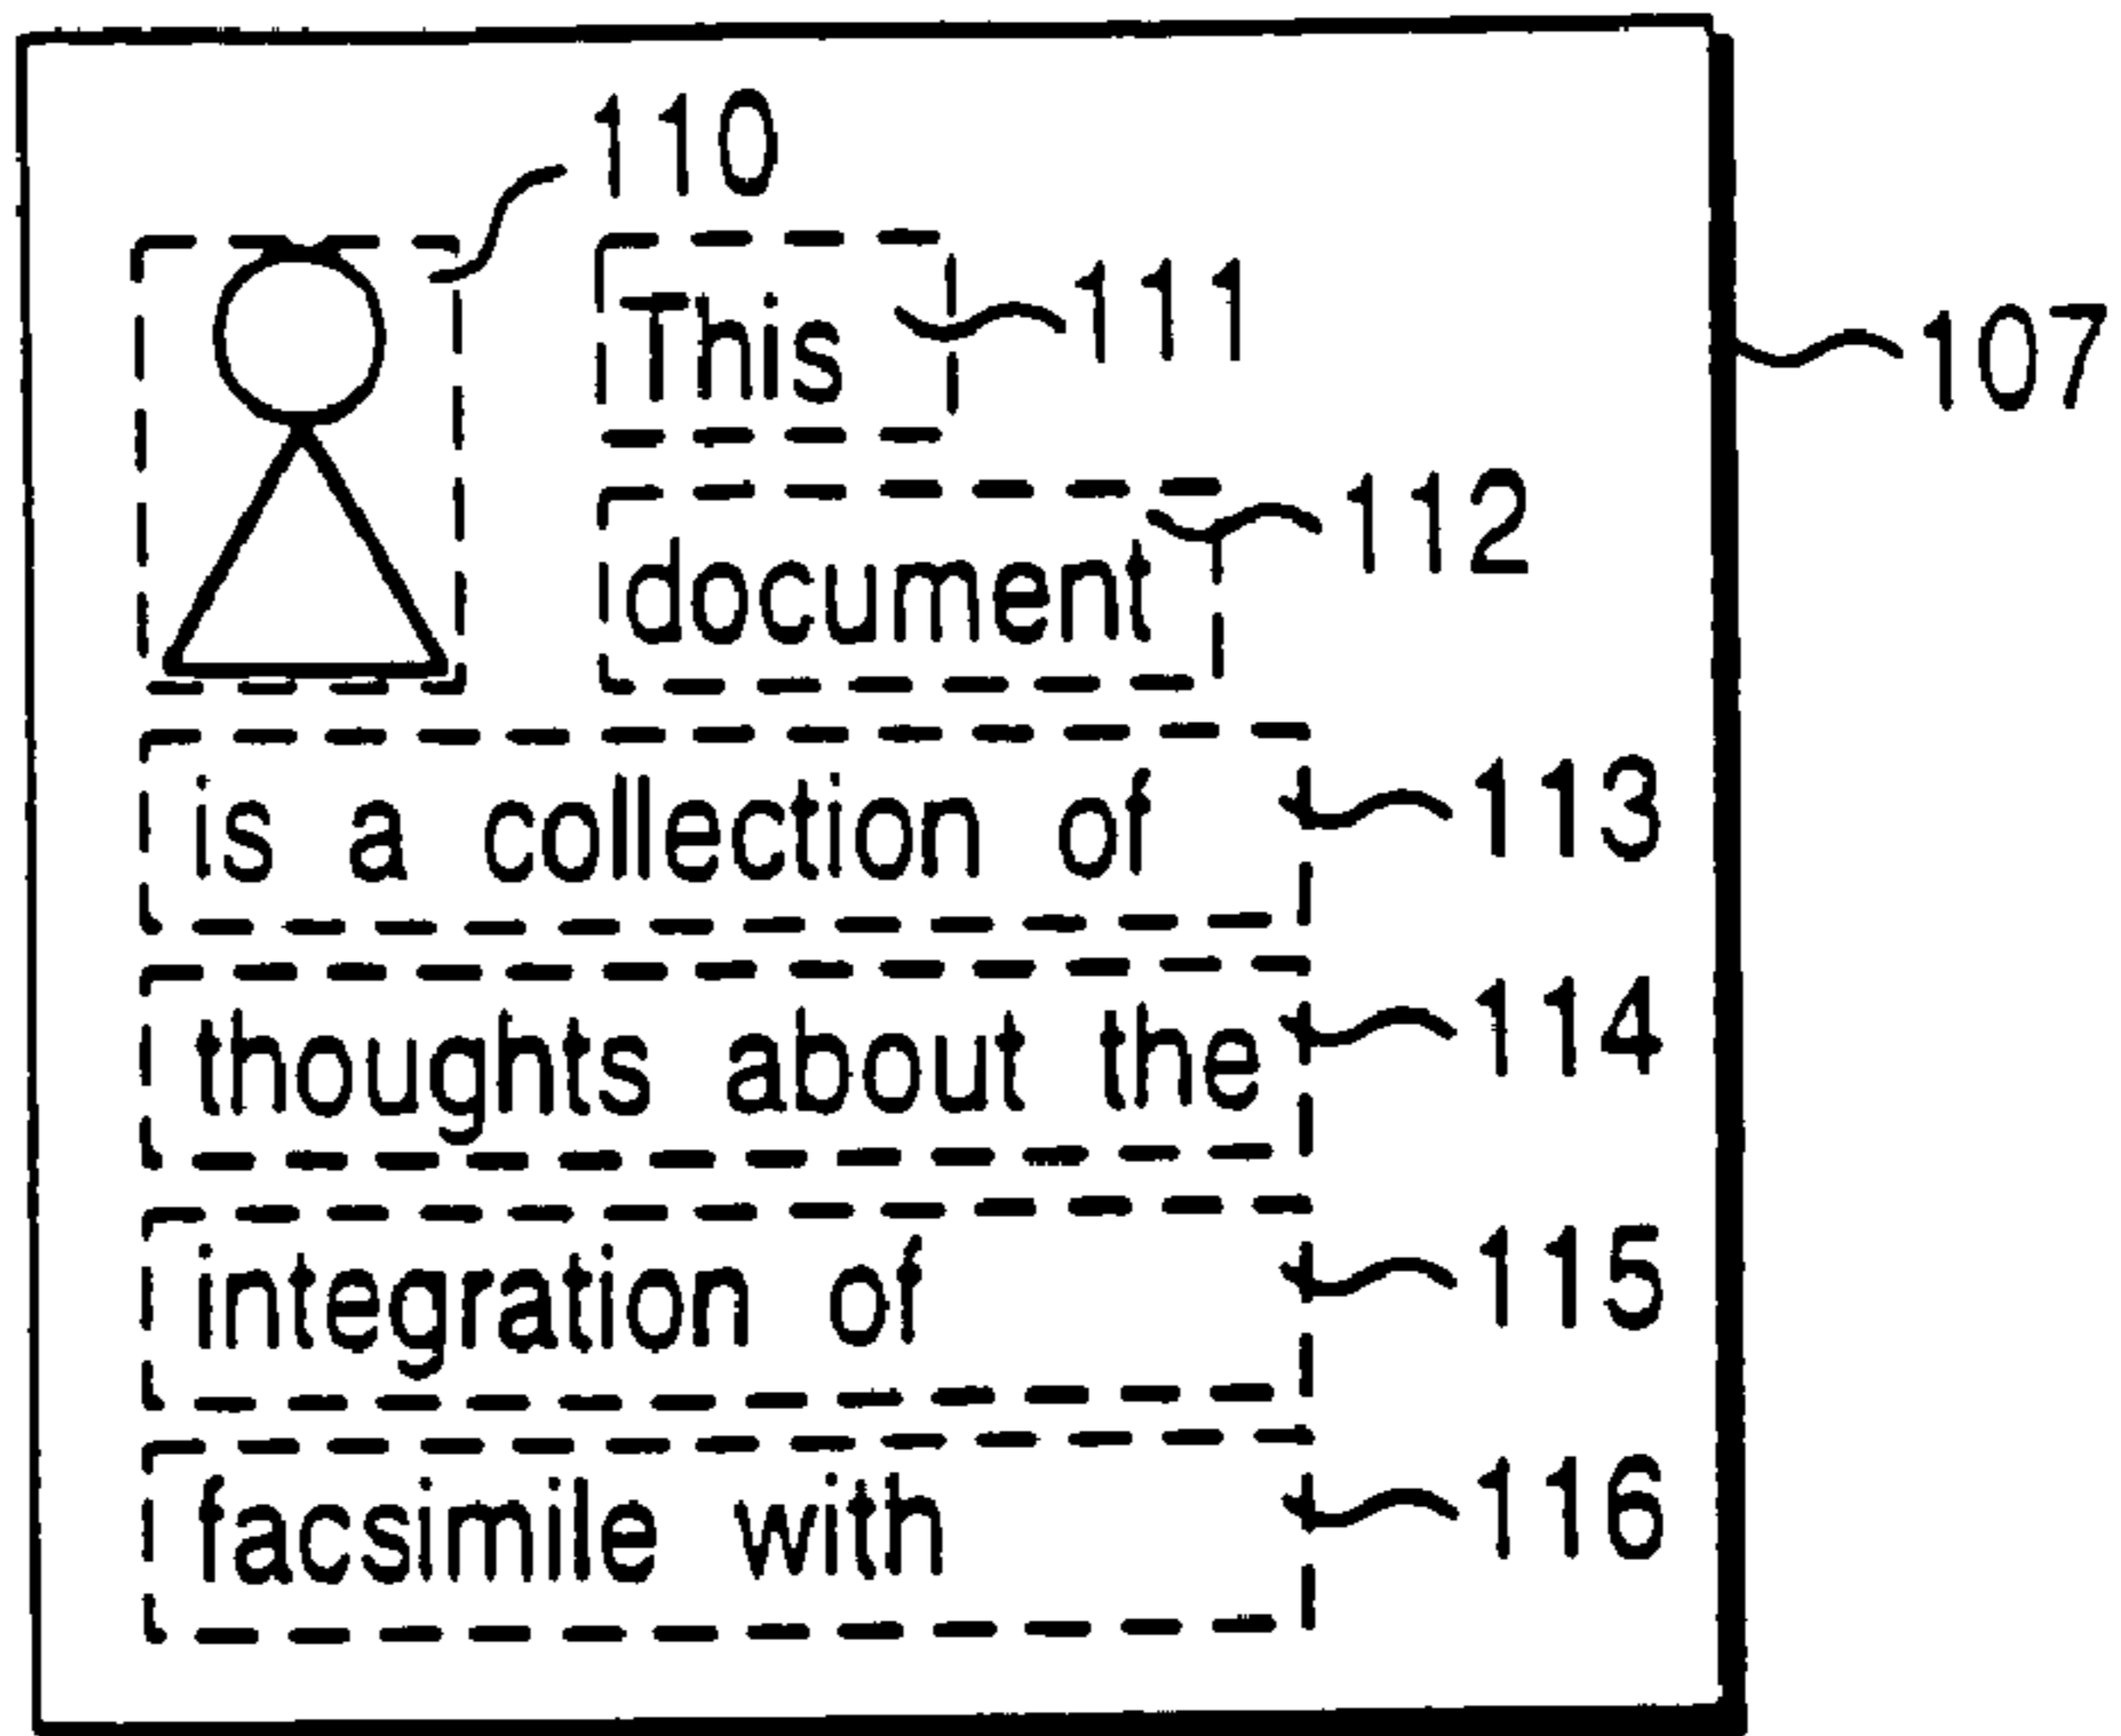 110
This 111
107
document 112
is a collection of 113
thoughts about the 114
integration of 115
facsimile with 116